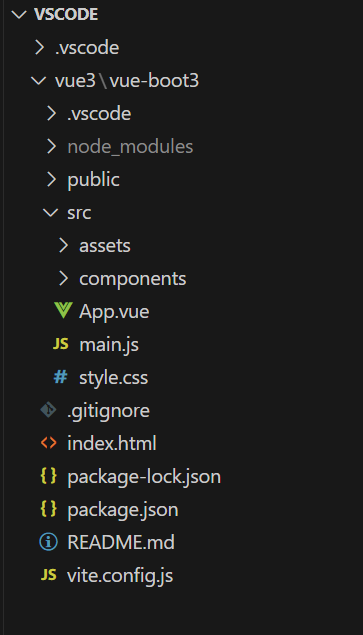 VSCODE
.vscode
vue3\vue-boot3
.vscode
node_modules
public
src
assets
components
App.vue
JS main.js
# style.css
.gitignore
<> index.html
{} package-lock.json
{} package.json
README.md
JS vite.config.js